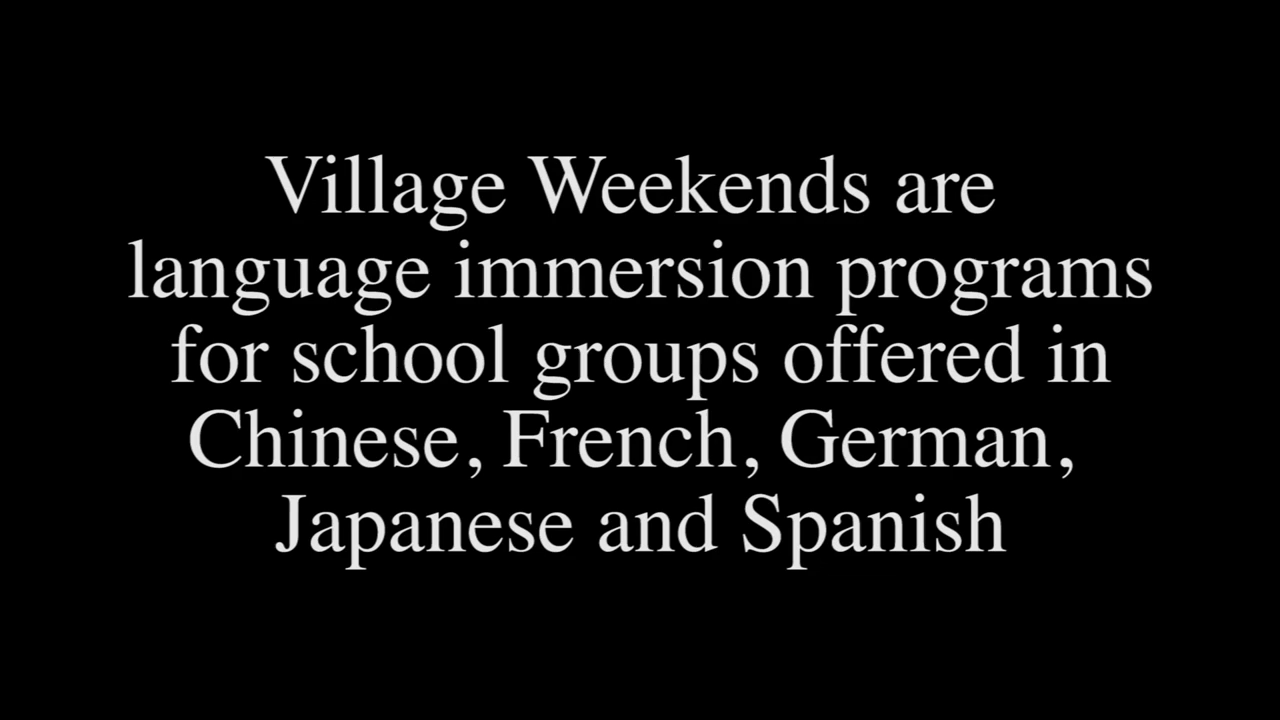 Village Weekends are
language immersion programs
for school groups offered in
Chinese, French, German,
Japanese and Spanish